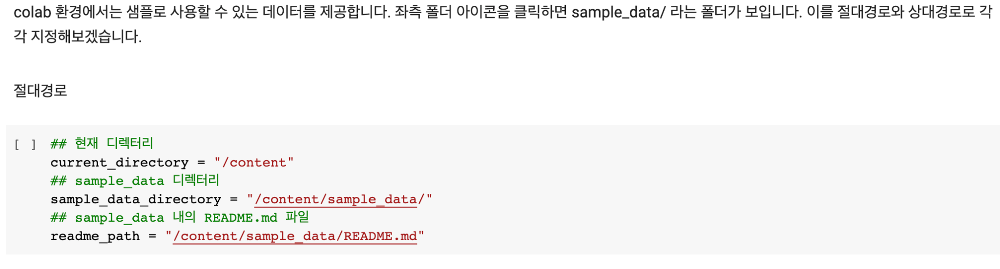 colab 환경에서는 샘플로 사용할 수 있는 데이터를 제공합니다. 좌측 폴더 아이콘을 클릭하면 sample_data/ 라는 폴더가 보입니다. 이를 절대경로와 상대경로로 각
각 지정해보겠습니다.
절대경로
[ ] ## 현재 디렉터리
current_directory = "/content"
## sample_data 디렉터리
sample_data_directory = "/content/sample_data/"
## sample_data 내의 README.md 파일
readme_path = "/content/sample_data/README.md"